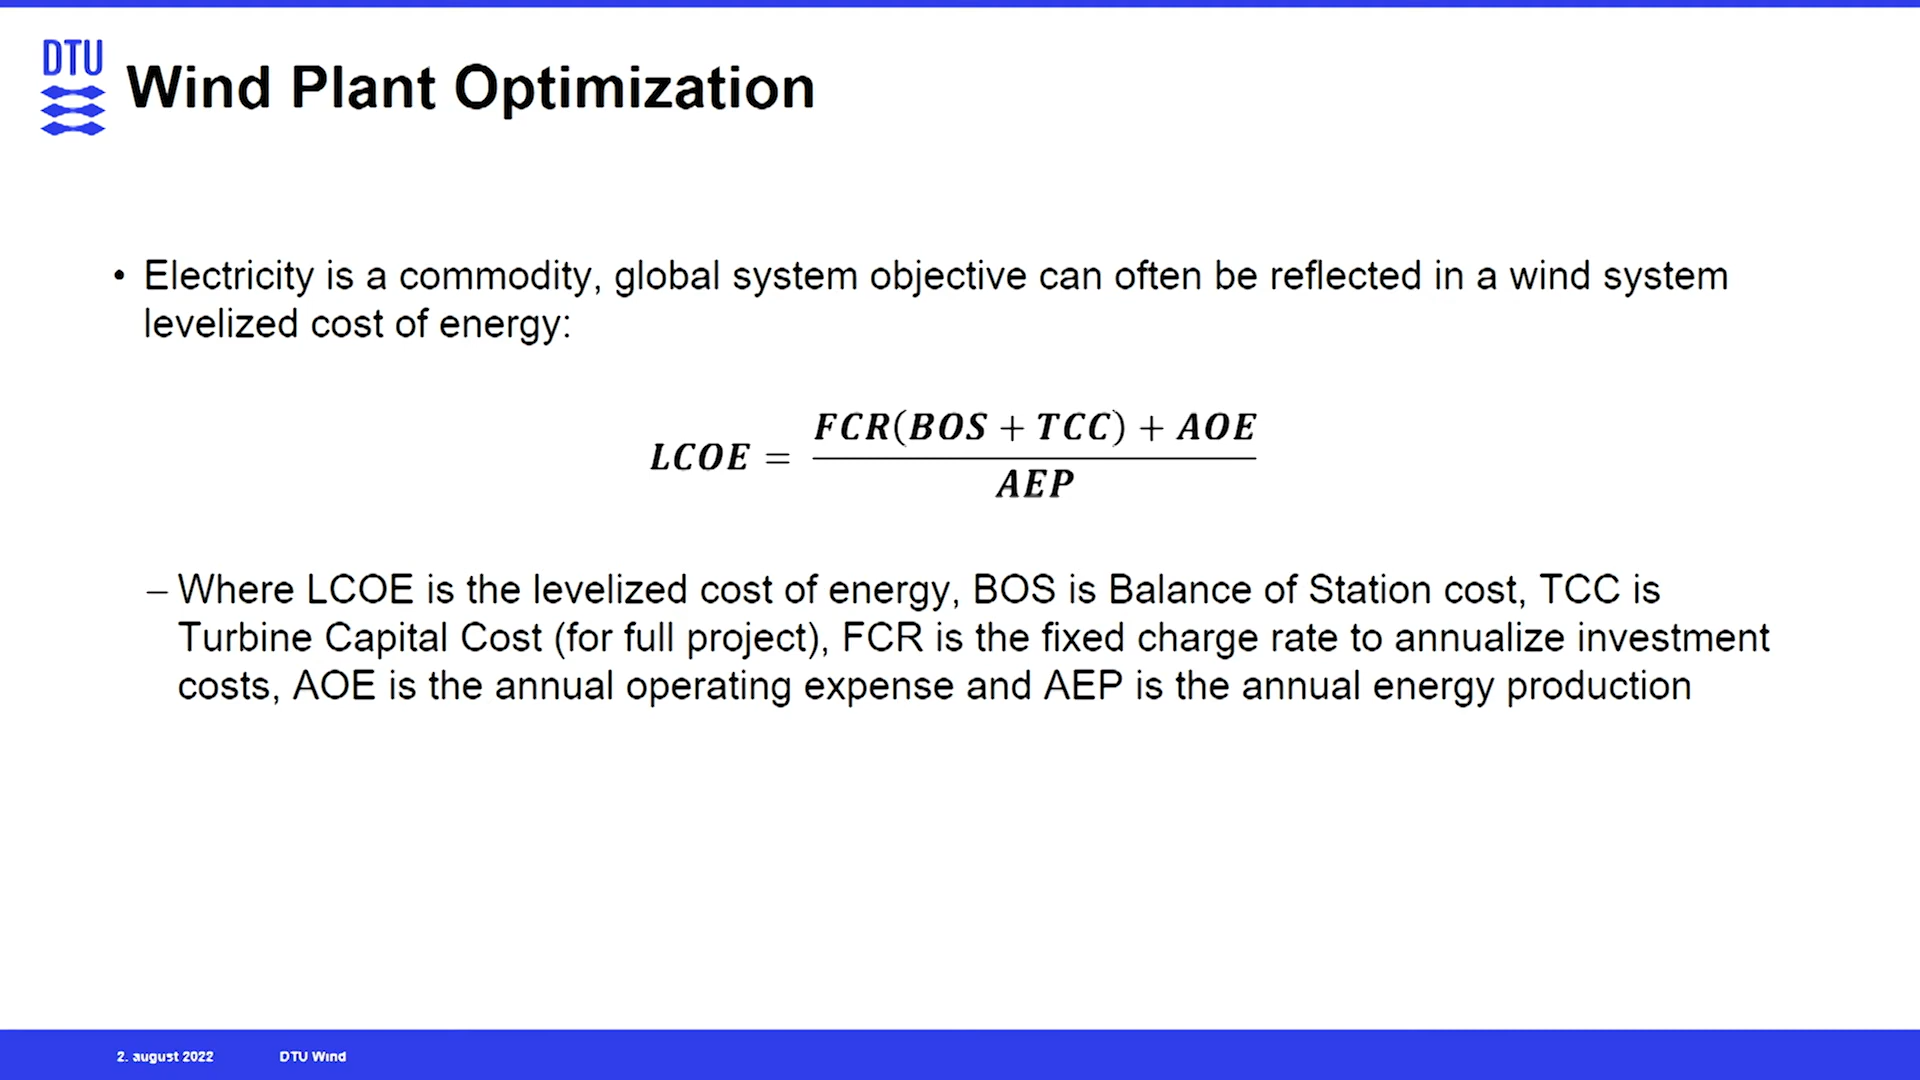 DTU
Wind Plant Optimization
• Electricity is a commodity, global system objective can often be reflected in a wind system
levelized cost of energy:
LCOE = FCR(BOS + TCC) + AOE
AEP
– Where LCOE is the levelized cost of energy, BOS is Balance of Station cost, TCC is
Turbine Capital Cost (for full project), FCR is the fixed charge rate to annualize investment
costs, AOE is the annual operating expense and AEP is the annual energy production
2. august 2022 DTU Wind